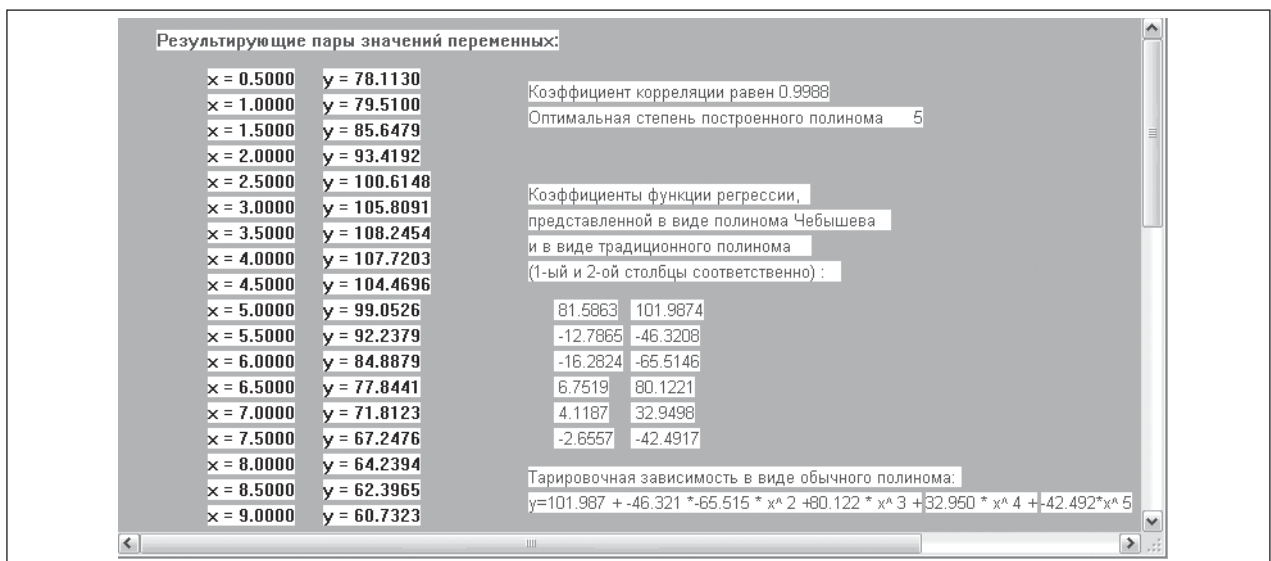 Результирующие пары значений переменных:
x = 0.5000 y = 78.1130
x = 1.0000 y = 79.5100
x = 1.5000 y = 85.6479
x = 2.0000 y = 93.4192
x = 2.5000 y = 100.6148
x = 3.0000 y = 105.8091
x = 3.5000 y = 108.2454
x = 4.0000 y = 107.7203
x = 4.5000 y = 104.4696
x = 5.0000 y = 99.0526
x = 5.5000 y = 92.2379
x = 6.0000 y = 84.8879
x = 6.5000 y = 77.8441
x = 7.0000 y = 71.8123
x = 7.5000 y = 67.2476
x = 8.0000 y = 64.2394
x = 8.5000 y = 62.3965
x = 9.0000 y = 60.7323
Коэффициент корреляции равен 0.9988
Оптимальная степень построенного полинома 5
Коэффициенты функции регрессии,
представленной в виде полинома Чебышева
и в виде традиционного полинома
(1-ый и 2-ой столбцы соответственно) :
81.5863 101.9874
-12.7865 -46.3208
-16.2824 -65.5146
6.7519 80.1221
4.1187 32.9498
-2.6557 -42.4917
Тарировочная зависимость в виде обычного полинома:
y=101.987 + -46.321 *-65.515 * x^ 2 +80.122 * x^ 3 +32.950 * x^ 4 +-42.492*x^ 5